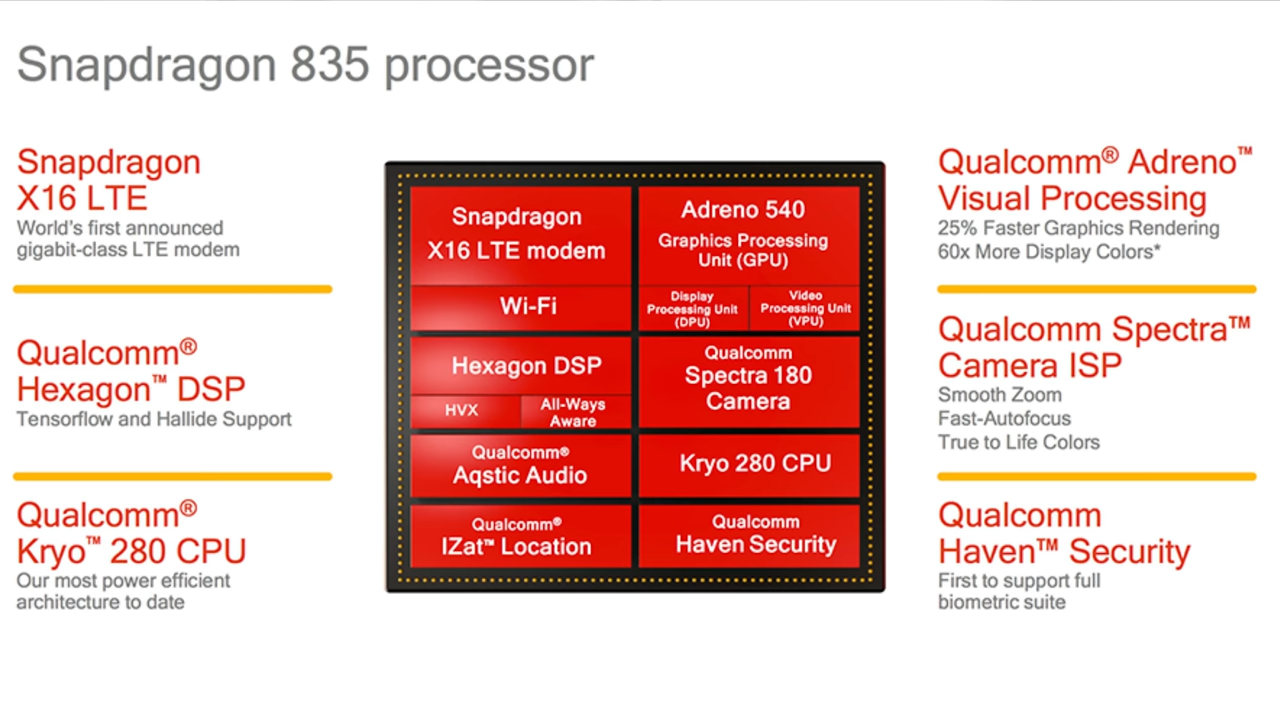 Snapdragon 835 processor
Snapdragon
X16 LTE
World's first announced
gigabit-class LTE modem
Qualcomm®
Hexagon™ DSP
Tensorflow and Hallide Support
Qualcomm®
Kryo™ 280 CPU
Our most power efficient
architecture to date
Snapdragon
X16 LTE modem
Wi-Fi
Hexagon DSP
HVX
All-Ways
Aware
Qualcomm®
Aqstic Audio
Qualcomm®
IZat™ Location
Adreno 540
Graphics Processing
Unit (GPU)
Display
Processing Unit
(DPU)
Video
Processing Unit
(VPU)
Qualcomm
Spectra 180
Camera
Kryo 280 CPU
Qualcomm
Haven Security
Qualcomm® Adreno™
Visual Processing
25% Faster Graphics Rendering
60x More Display Colors*
Qualcomm Spectra™
Camera ISP
Smooth Zoom
Fast-Autofocus
True to Life Colors
Qualcomm
Haven™ Security
First to support full
biometric suite